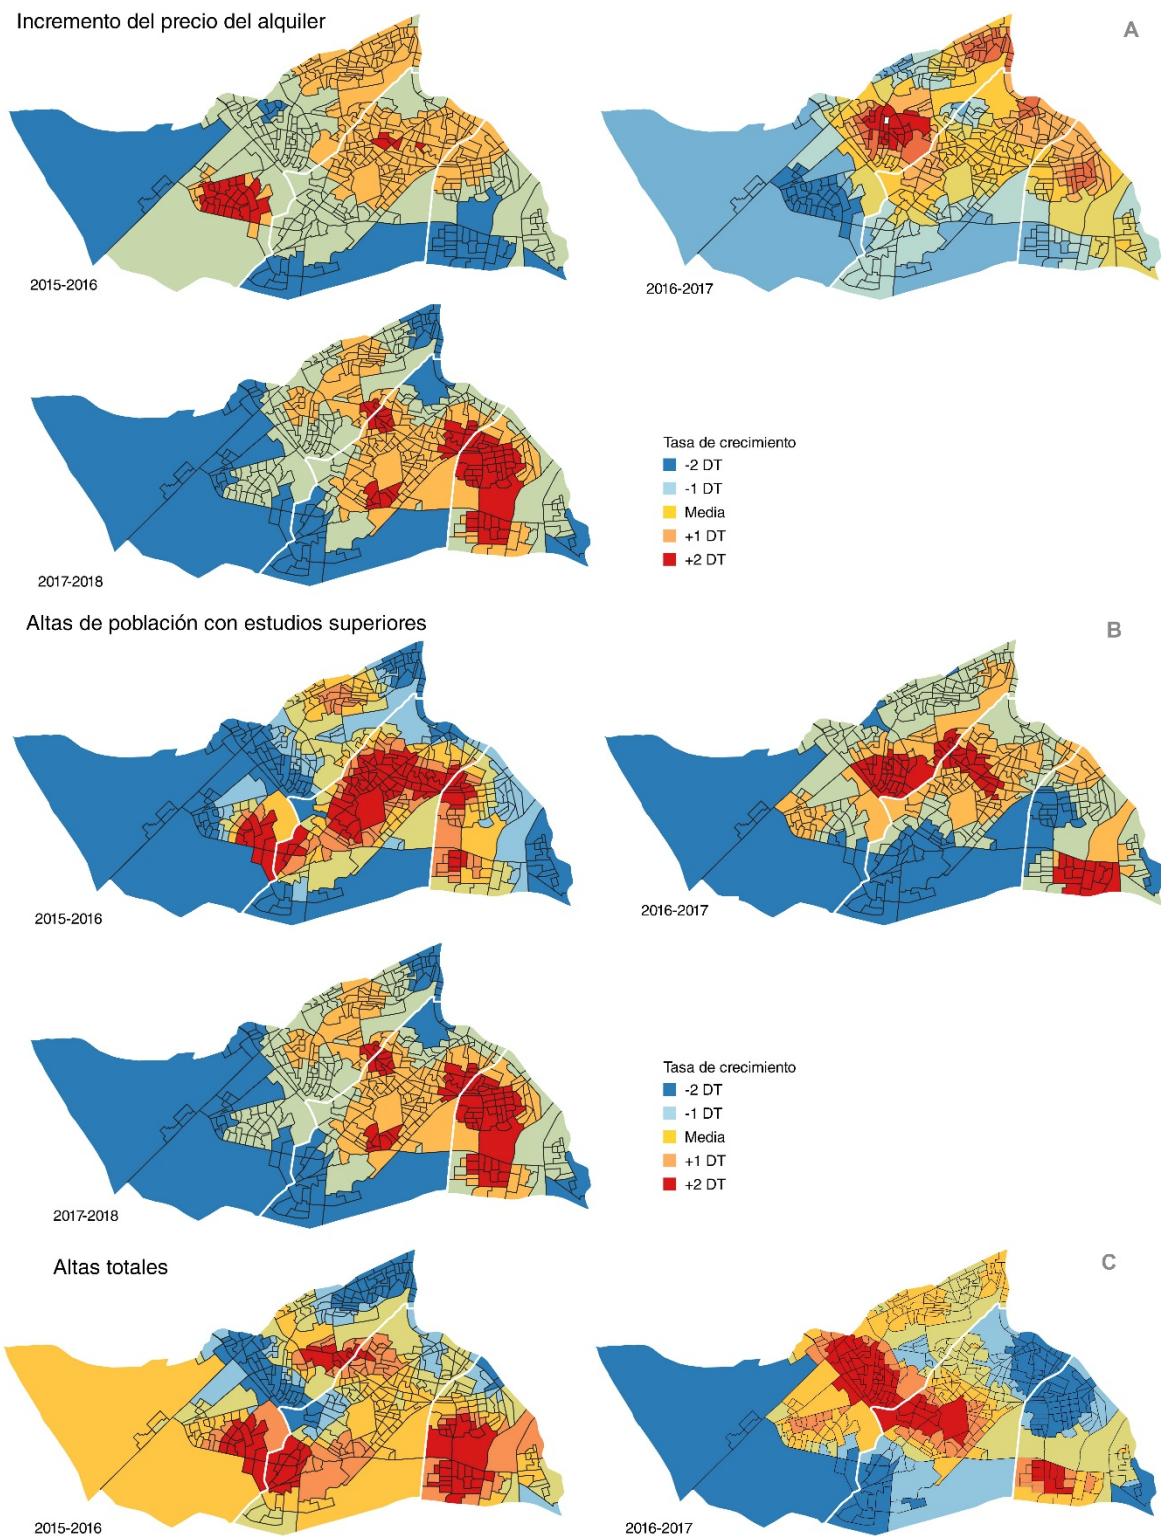 Incremento del precio del alquiler
A
2015-2016
2016-2017
2017-2018
Tasa de crecimiento
-2 DT
-1 DT
Media
+1 DT
+2 DT
Altas de población con estudios superiores
B
2015-2016
2016-2017
2017-2018
Tasa de crecimiento
-2 DT
-1 DT
Media
+1 DT
+2 DT
Altas totales
C
2015-2016
2016-2017